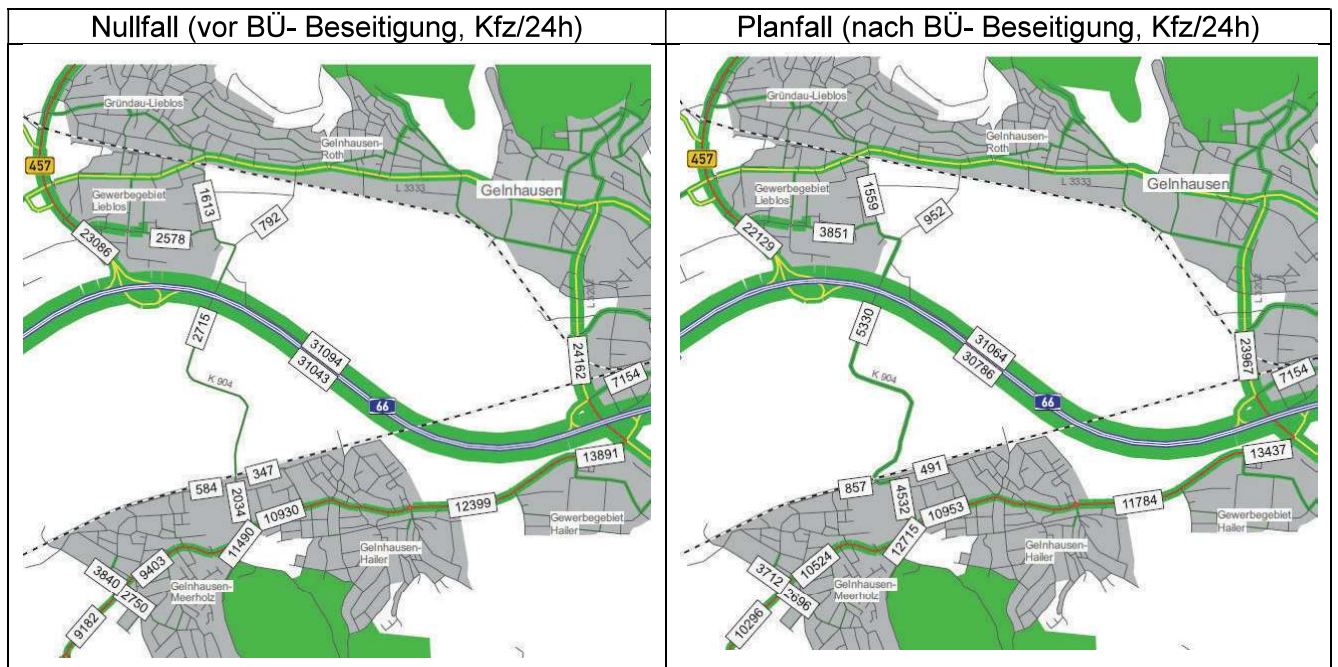 Nullfall (vor BÜ- Beseitigung, Kfz/24h)
Gründau-Lieblos
Gelnhausen-
Roth
457
L 3333
Gelnhausen
Gewerbegebiet
Lieblos
1613
792
2578
23086
2715
31094
31043
24162
7154
K 904
66
13891
347
584
2034
10930
12399
11490
Gewerbegebiet
Hailer
9403
Gelnhausen-
Hailer
3840
2750
Gelnhausen-
Meerholz
9182
Planfall (nach BÜ- Beseitigung, Kfz/24h)
Gründau-Lieblos
Gelnhausen-
Roth
457
L 3333
Gelnhausen
Gewerbegebiet
Lieblos
1559
952
3851
22129
5330
31064
30786
23967
7154
K 904
66
13437
491
857
4532
10953
11784
12715
Gewerbegebiet
Hailer
10524
Gelnhausen-
Hailer
3712
2696
Gelnhausen-
Meerholz
10296